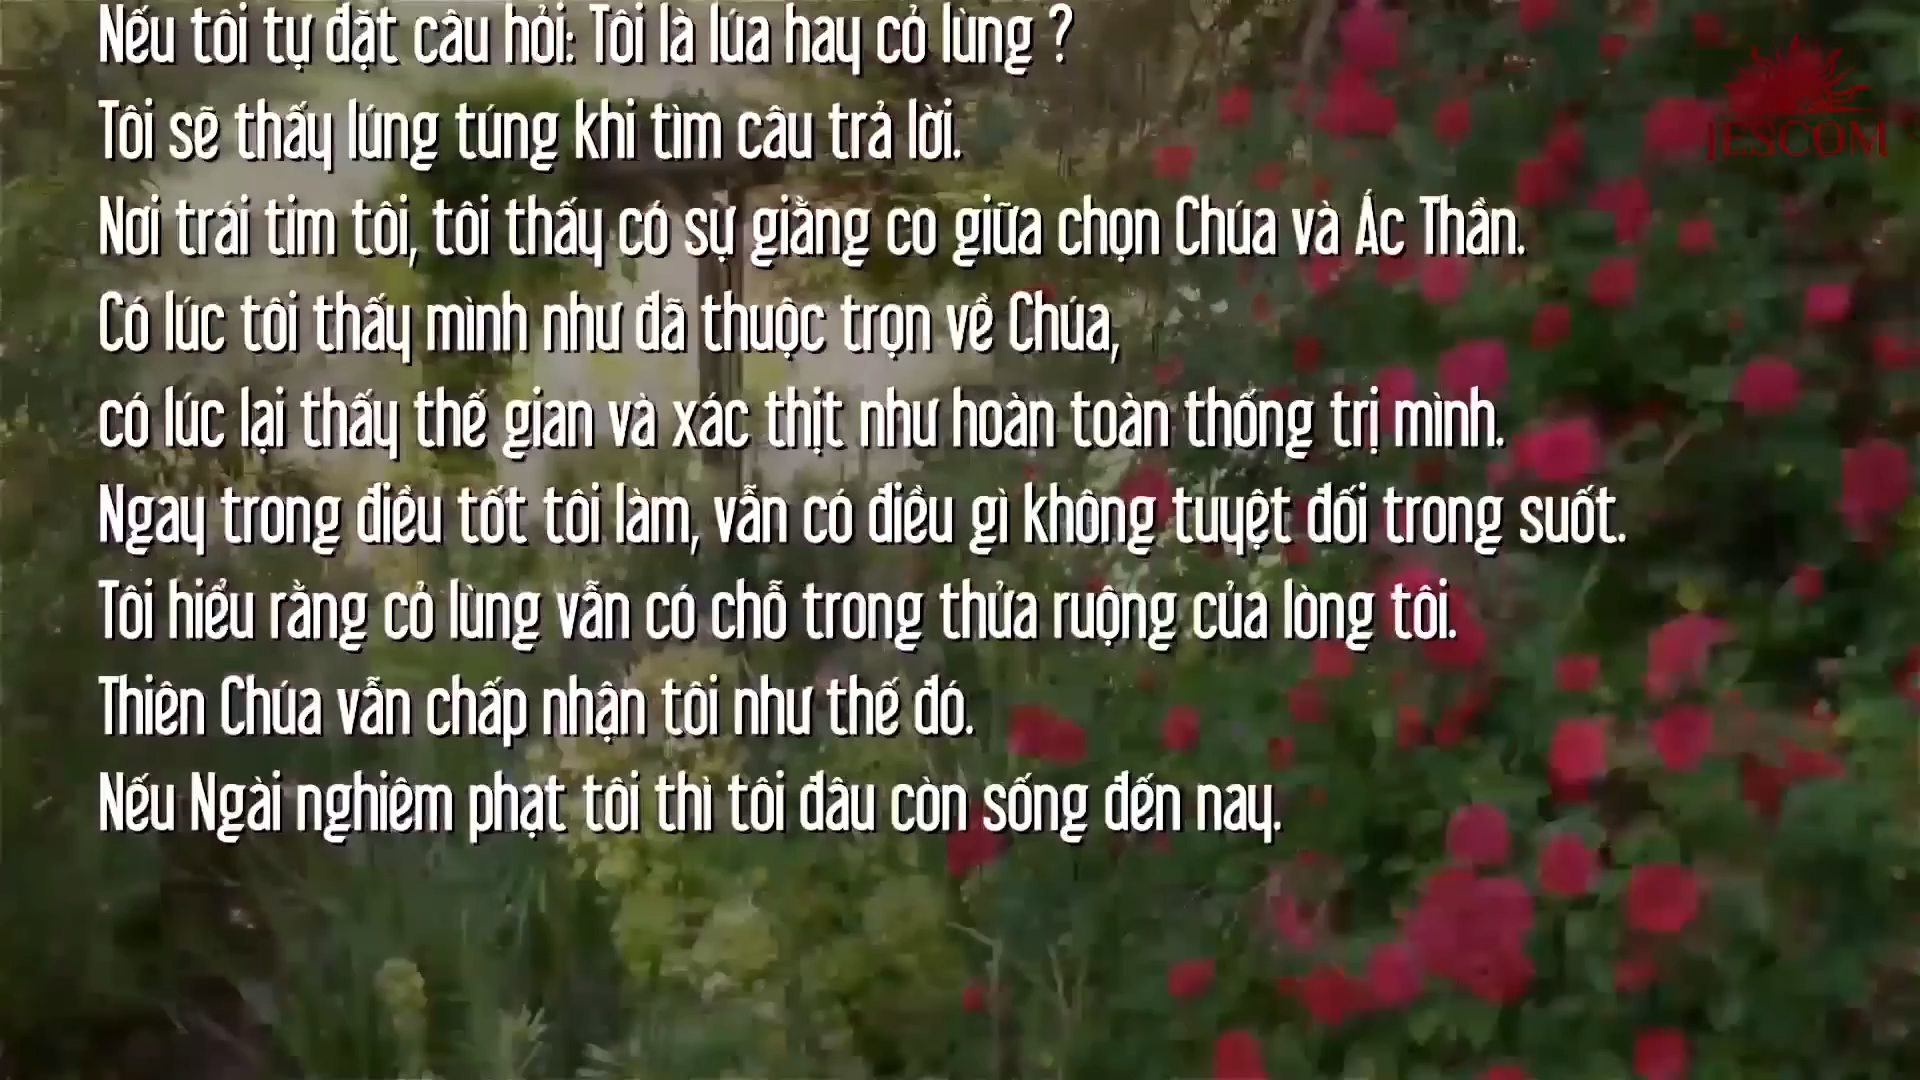 Nếu tôi tự đặt câu hỏi: Tôi là lúa hay cỏ lùng ?
JESCOM
Tôi sẽ thấy lúng túng khi tìm câu trả lời.
Nơi trái tim tôi, tôi thấy có sự giằng co giữa chọn Chúa và Ác Thần.
Có lúc tôi thấy mình như đã thuộc trọn về Chúa,
có lúc lại thấy thế gian và xác thịt như hoàn toàn thống trị mình.
Ngay trong điều tốt tôi làm, vẫn có điều gì không tuyệt đối trong suốt.
Tôi hiểu rằng cỏ lùng vẫn có chỗ trong thửa ruộng của lòng tôi.
Thiên Chúa vẫn chấp nhận tôi như thế đó.
Nếu Ngài nghiêm phạt tôi thì tôi đâu còn sống đến nay.